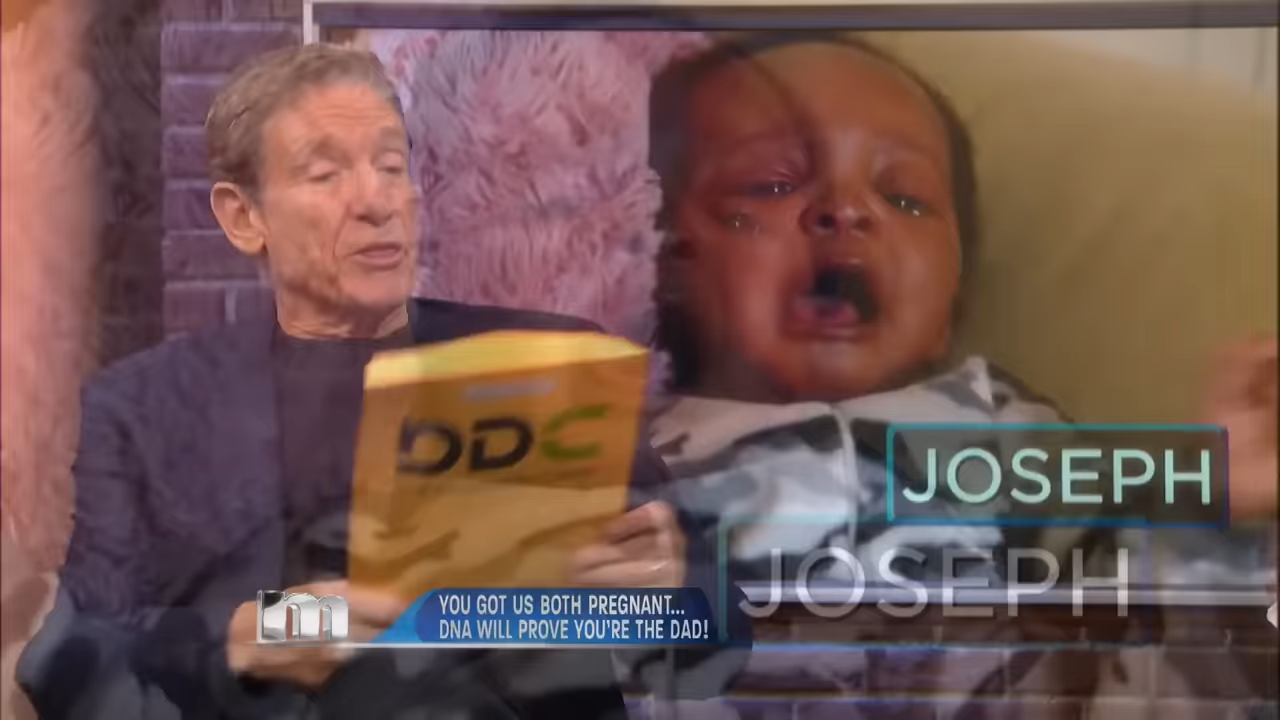 DDC
JOSEPH
JOSEPH
m
YOU GOT US BOTH PREGNANT...
DNA WILL PROVE YOU'RE THE DAD!